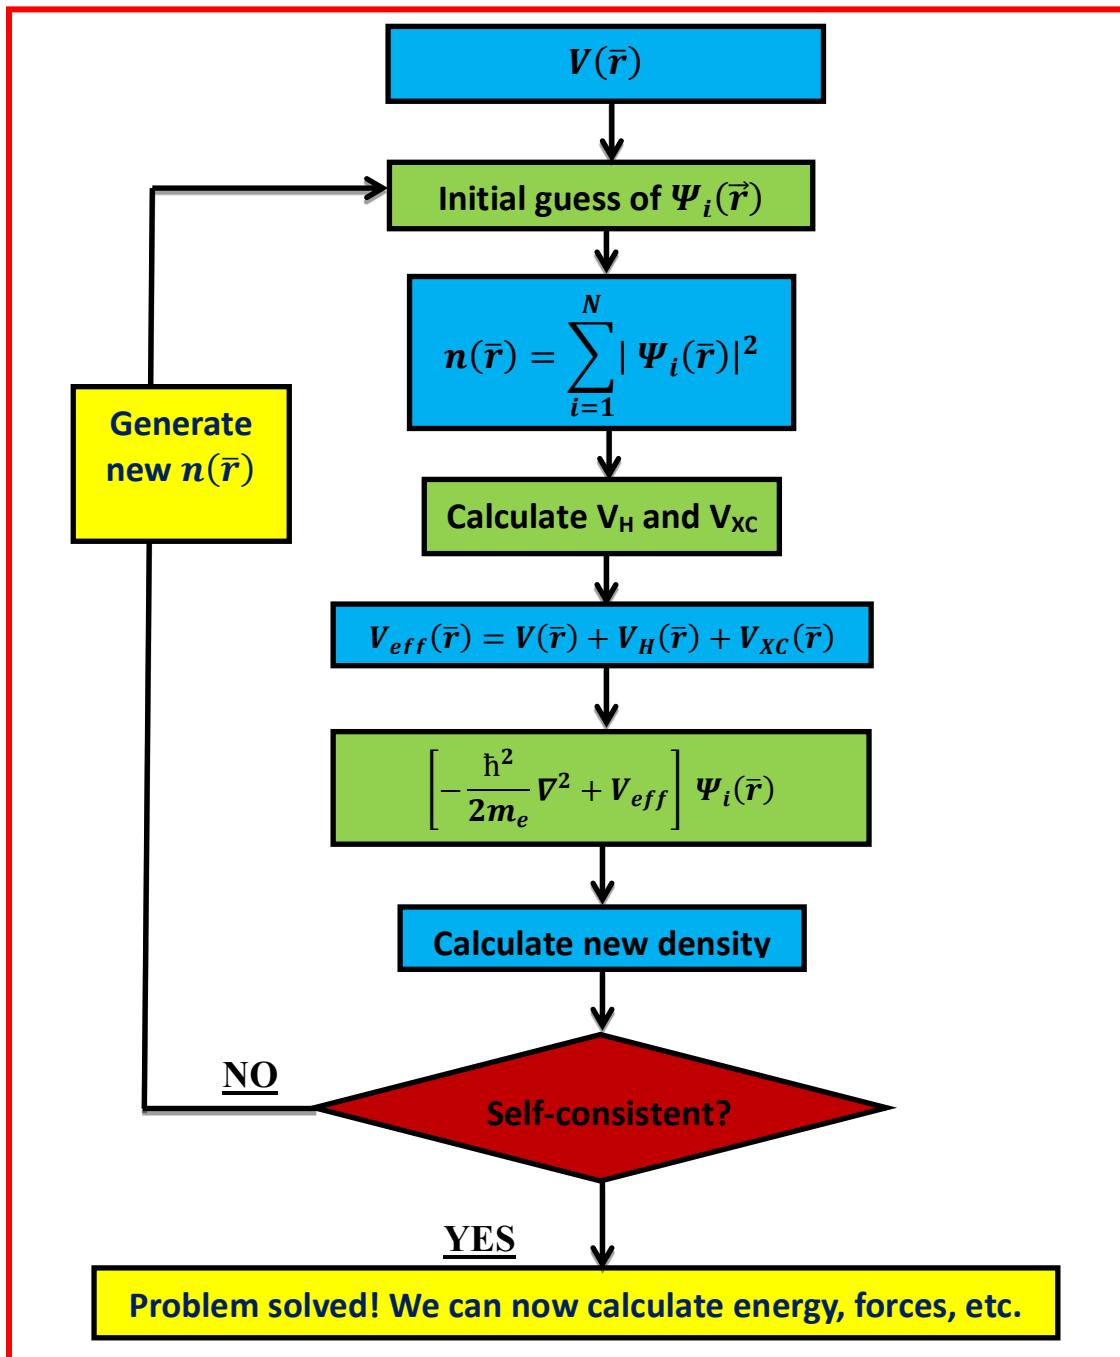 V(r̅)
Initial guess of Ψᵢ(r⃗)
n(r̅) = ∑_{i=1}^{N} | Ψᵢ(r̅)|²
Generate
new n(r̅)
Calculate V_H and V_XC
V_eff(r̅) = V(r̅) + V_H(r̅) + V_XC(r̅)
[−ħ²/2mₑ ∇² + V_eff] Ψᵢ(r̅)
Calculate new density
NO
Self-consistent?
YES
Problem solved! We can now calculate energy, forces, etc.